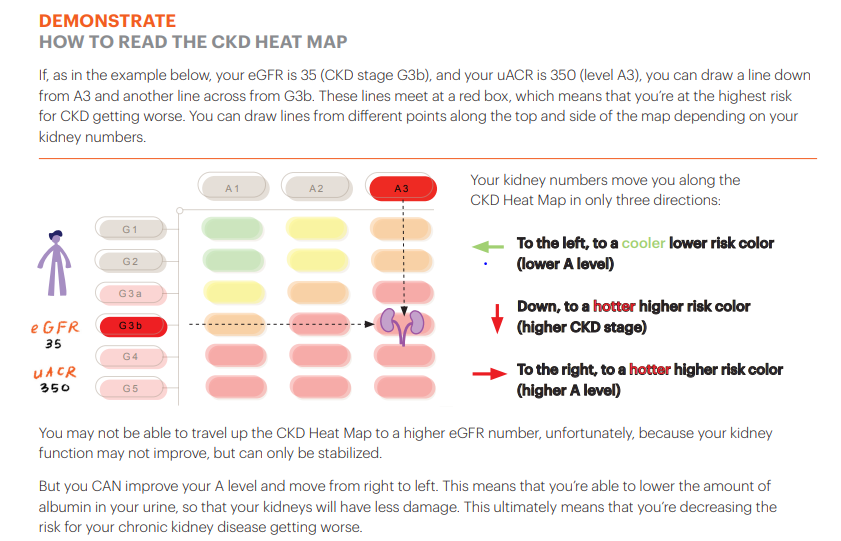 DEMONSTRATE
HOW TO READ THE CKD HEAT MAP
If, as in the example below, your eGFR is 35 (CKD stage G3b), and your uACR is 350 (level A3), you can draw a line down
from A3 and another line across from G3b. These lines meet at a red box, which means that you're at the highest risk
for CKD getting worse. You can draw lines from different points along the top and side of the map depending on your
kidney numbers.
A1 A2 A3
G1
G2
G3a
G3b
G4
G5
eGFR
35
uACR
350
Your kidney numbers move you along the
CKD Heat Map in only three directions:
To the left, to a cooler lower risk color
(lower A level)
Down, to a hotter higher risk color
(higher CKD stage)
To the right, to a hotter higher risk color
(higher A level)
You may not be able to travel up the CKD Heat Map to a higher eGFR number, unfortunately, because your kidney
function may not improve, but can only be stabilized.
But you CAN improve your A level and move from right to left. This means that you're able to lower the amount of
albumin in your urine, so that your kidneys will have less damage. This ultimately means that you're decreasing the
risk for your chronic kidney disease getting worse.